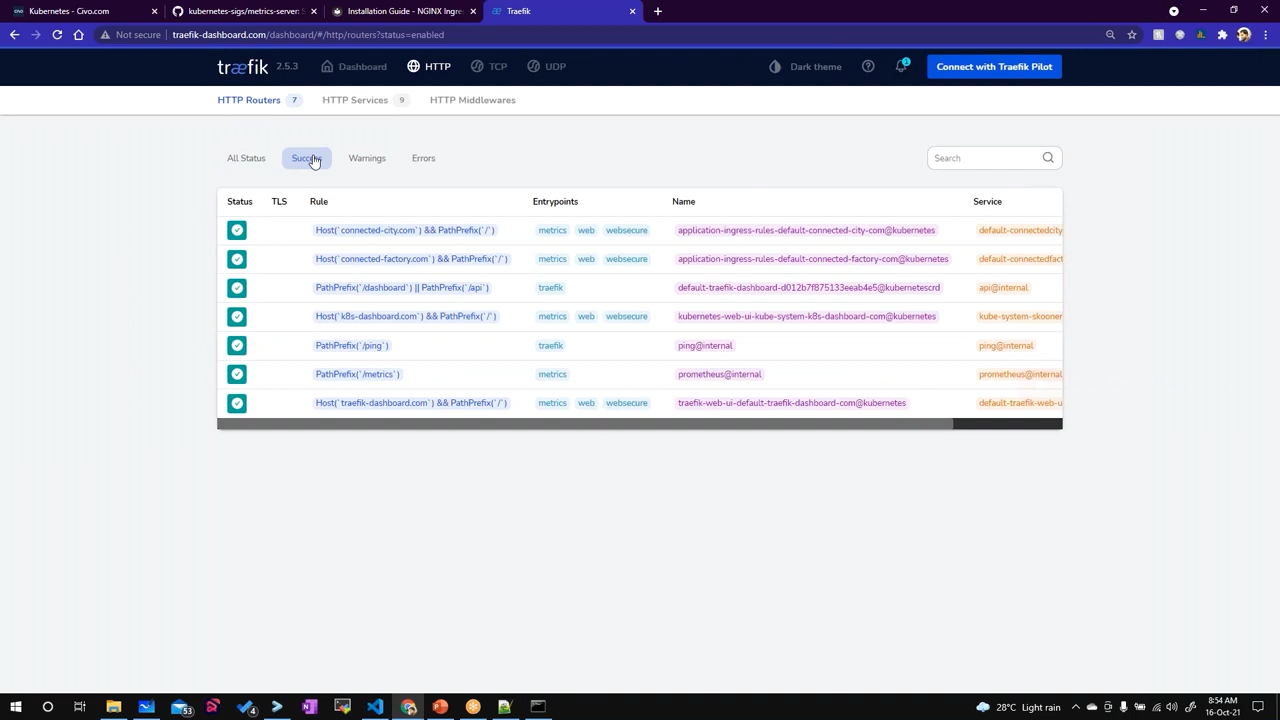 Kubernetes - Civo.com
kubernetes-sigs/metrics-server: S
Installation Guide - NGINX Ingre
Traefik
Not secure
traefik-dashboard.com/dashboard/#/http/routers?status=enabled
træfik 2.5.3
Dashboard
HTTP
TCP
UDP
Dark theme
1
Connect with Traefik Pilot
HTTP Routers 7
HTTP Services 9
HTTP Middlewares
All Status
Success
Warnings
Errors
Search
Status TLS Rule Entrypoints Name Service
Host(`connected-city.com`) && PathPrefix(`/`) metrics web websecure application-ingress-rules-default-connected-city-com@kubernetes default-connectedcity
Host(`connected-factory.com`) && PathPrefix(`/`) metrics web websecure application-ingress-rules-default-connected-factory-com@kubernetes default-connectedfact
PathPrefix(`/dashboard`) || PathPrefix(`/api`) traefik default-traefik-dashboard-d012b7f875133eeab4e5@kubernetescrd api@internal
Host(`k8s-dashboard.com`) && PathPrefix(`/`) metrics web websecure kubernetes-web-ui-kube-system-k8s-dashboard-com@kubernetes kube-system-skooner
PathPrefix(`/ping`) traefik ping@internal ping@internal
PathPrefix(`/metrics`) metrics prometheus@internal prometheus@internal
Host(`traefik-dashboard.com`) && PathPrefix(`/`) metrics web websecure traefik-web-ui-default-traefik-dashboard-com@kubernetes default-traefik-web-u
53
4
28°C Light rain
8:54 AM
16-Oct-21